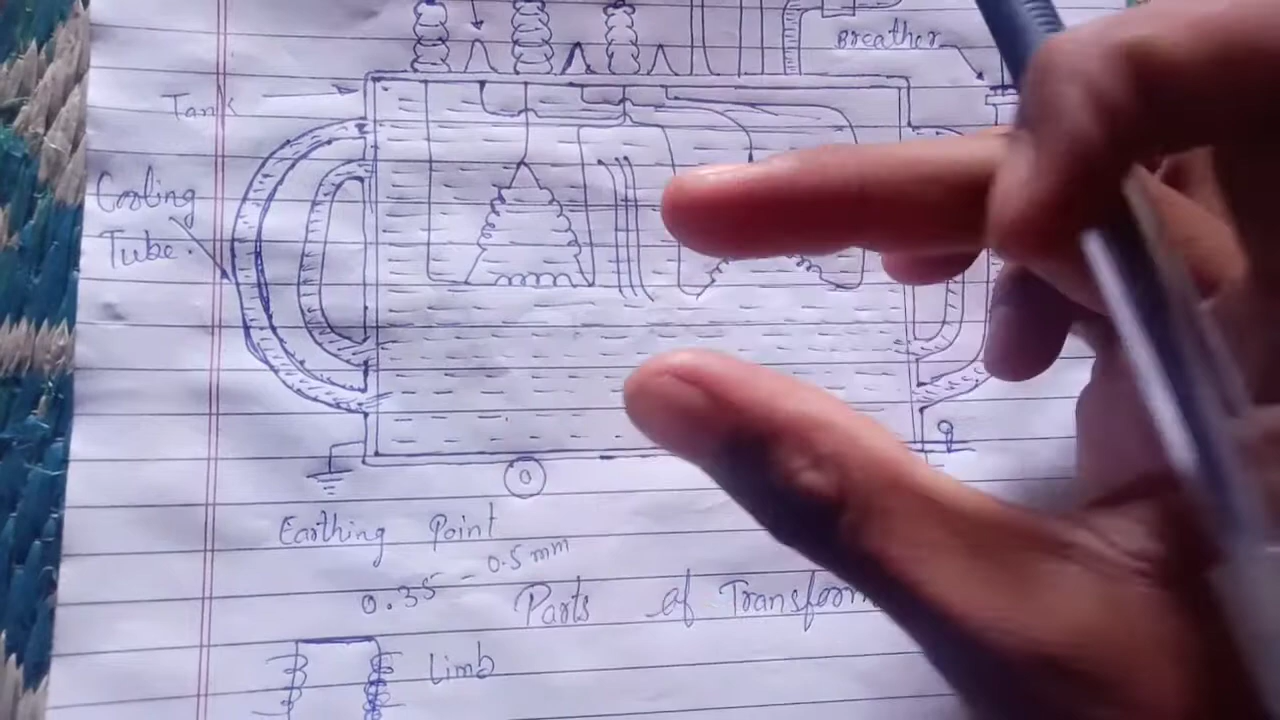 Breather
Tank
Cooling
Tube.
Earthing Point
0.35 - 0.5 mm
Parts of Transform
Limb